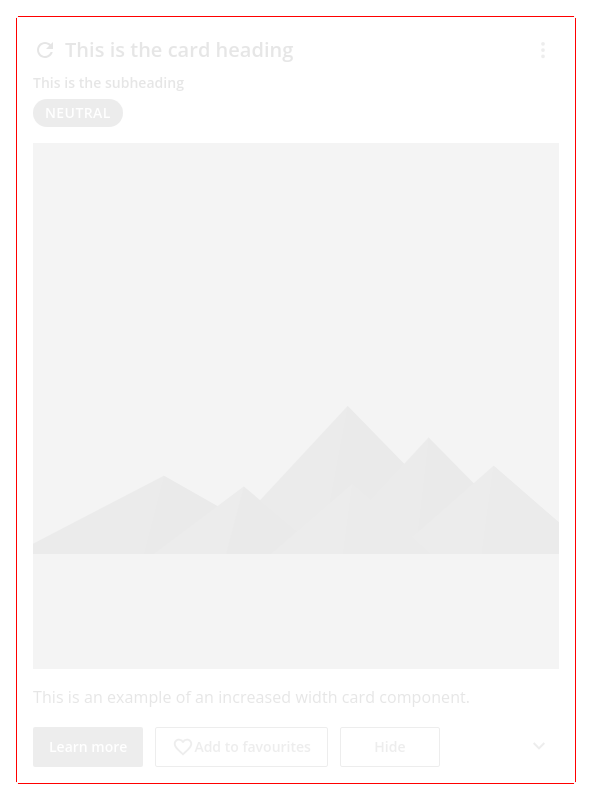 This is the card heading
This is the subheading
NEUTRAL
This is an example of an increased width card component.
Learn more
Add to favourites
Hide